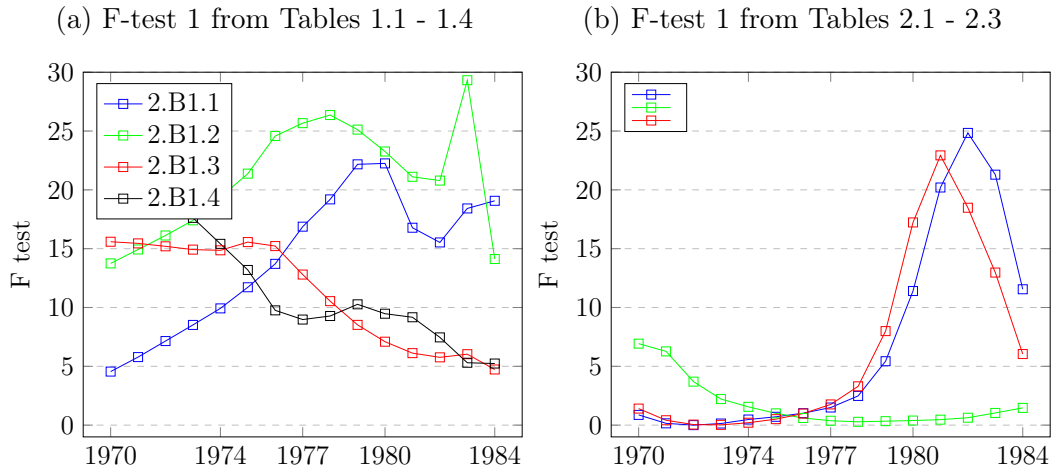 (a) F-test 1 from Tables 1.1 - 1.4
30
25
20
15
10
5
0
F test
2.B1.1
2.B1.2
2.B1.3
2.B1.4
1970 1974 1977 1980 1984
(b) F-test 1 from Tables 2.1 - 2.3
30
25
20
15
10
5
0
F test
1970 1974 1977 1980 1984